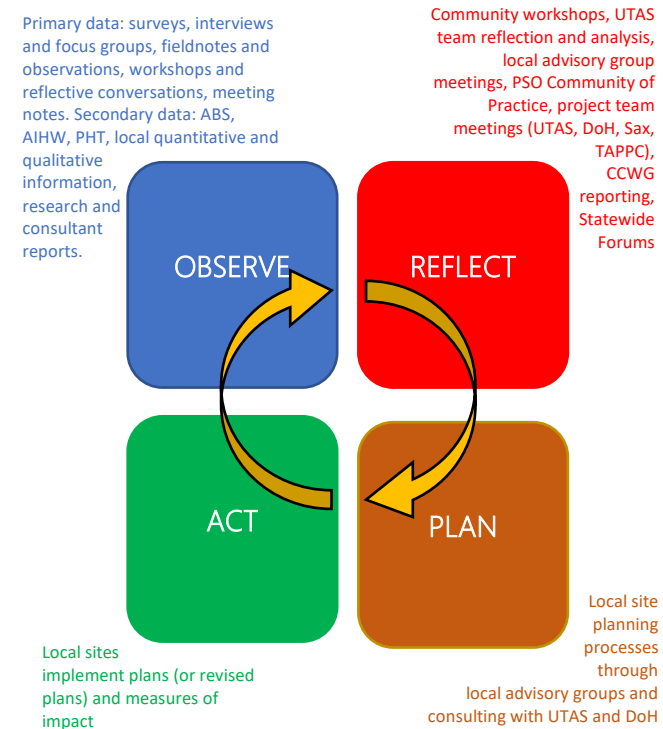 Primary data: surveys, interviews
and focus groups, fieldnotes and
observations, workshops and
reflective conversations, meeting
notes. Secondary data: ABS,
AIHW, PHT, local quantitative and
qualitative
information,
research and
consultant
reports.
Community workshops, UTAS
team reflection and analysis,
local advisory group
meetings, PSO Community of
Practice, project team
meetings (UTAS, DoH, Sax,
TAPPC),
CCWG
reporting,
Statewide
Forums
OBSERVE
REFLECT
ACT
PLAN
Local sites
implement plans (or revised
plans) and measures of
impact
Local site
planning
processes
through
local advisory groups and
consulting with UTAS and DoH